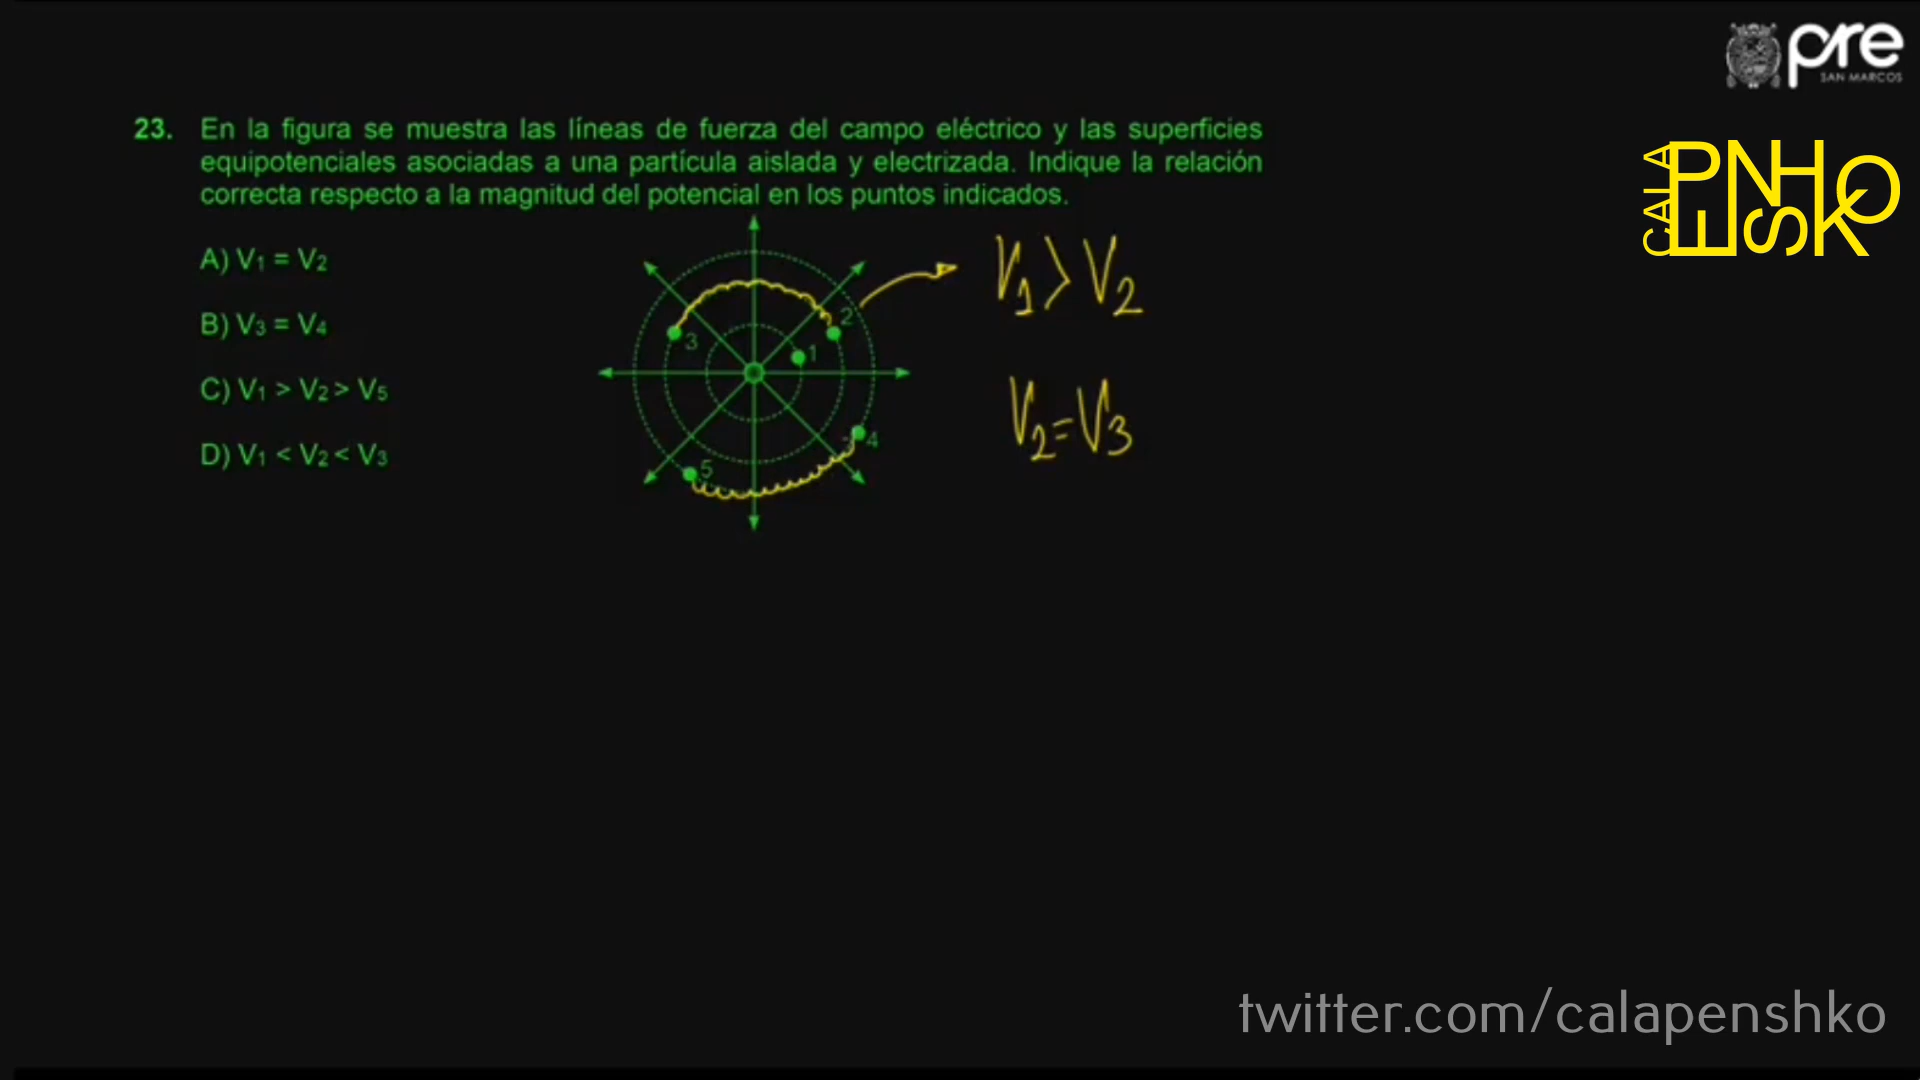 pre
SAN MARCOS
CALA
PENSHKO
23. En la figura se muestra las líneas de fuerza del campo eléctrico y las superficies
equipotenciales asociadas a una partícula aislada y electrizada. Indique la relación
correcta respecto a la magnitud del potencial en los puntos indicados.
A) V1 = V2
B) V3 = V4
C) V1 > V2 > V5
D) V1 < V2 < V3
2
3
1
4
5
V1 > V2
V2 = V3
twitter.com/calapenshko